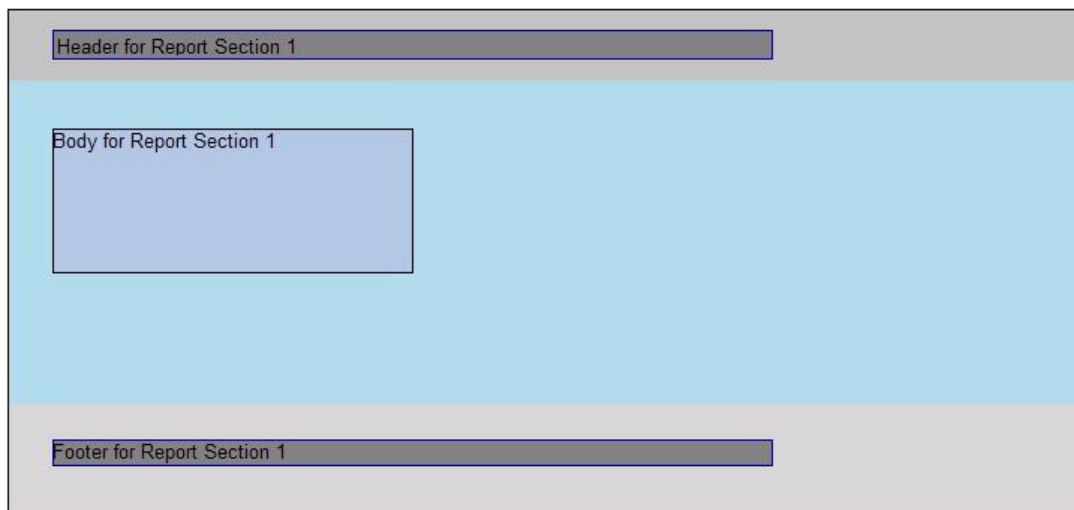 Header for Report Section 1
Body for Report Section 1
Footer for Report Section 1